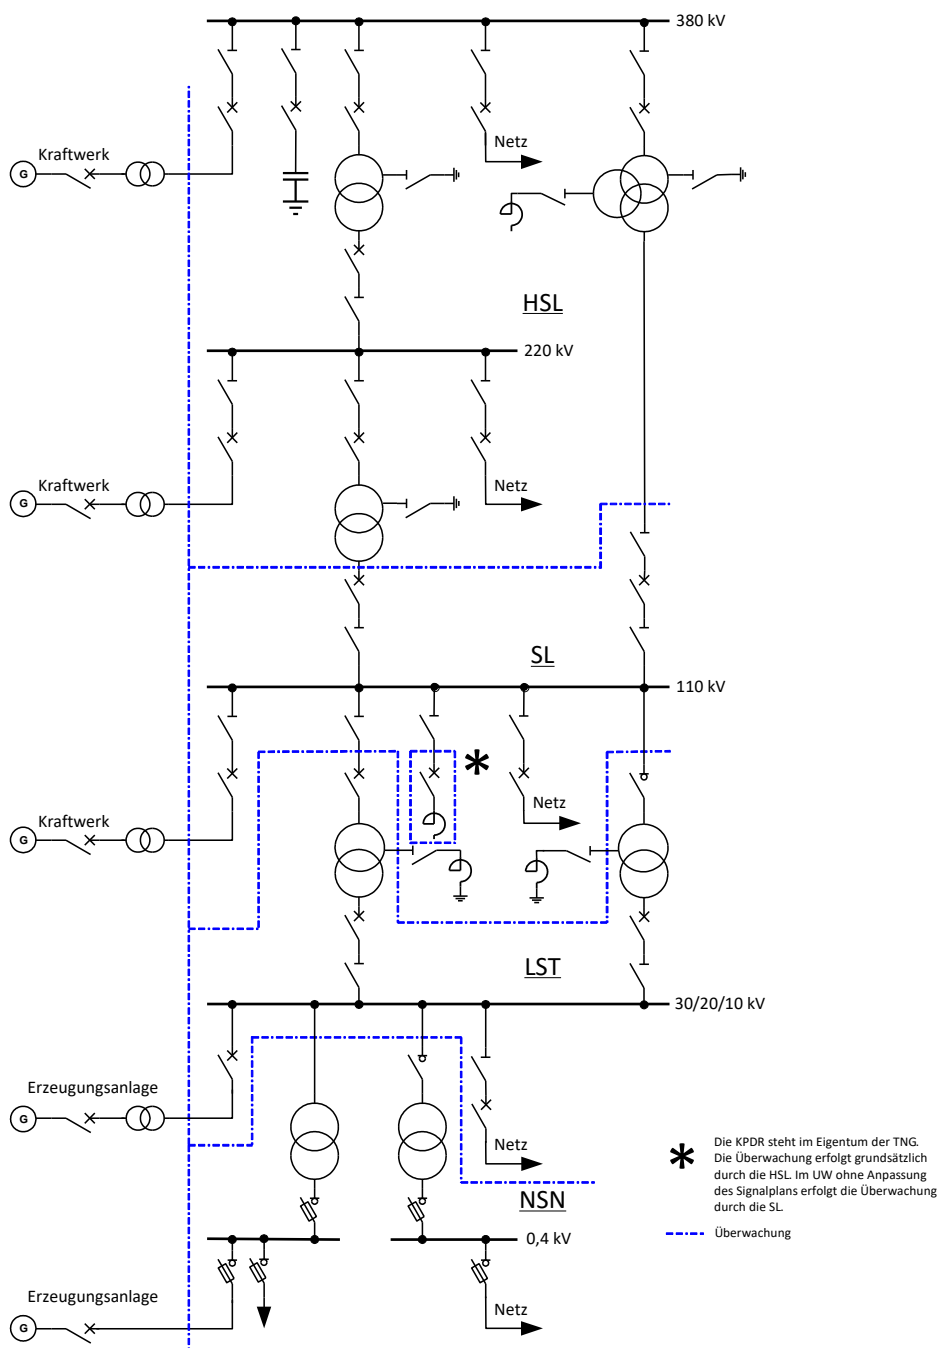 380 kV
Netz
Kraftwerk
G
HSL
220 kV
Kraftwerk
Netz
G
SL
110 kV
*
Netz
Kraftwerk
G
LST
30/20/10 kV
Erzeugungsanlage
G
Netz
* Die KPDR steht im Eigentum der TNG.
Die Überwachung erfolgt grundsätzlich
durch die HSL. Im UW ohne Anpassung
des Signalplans erfolgt die Überwachung
durch die SL.
NSN
Überwachung
0,4 kV
Erzeugungsanlage
Netz
G